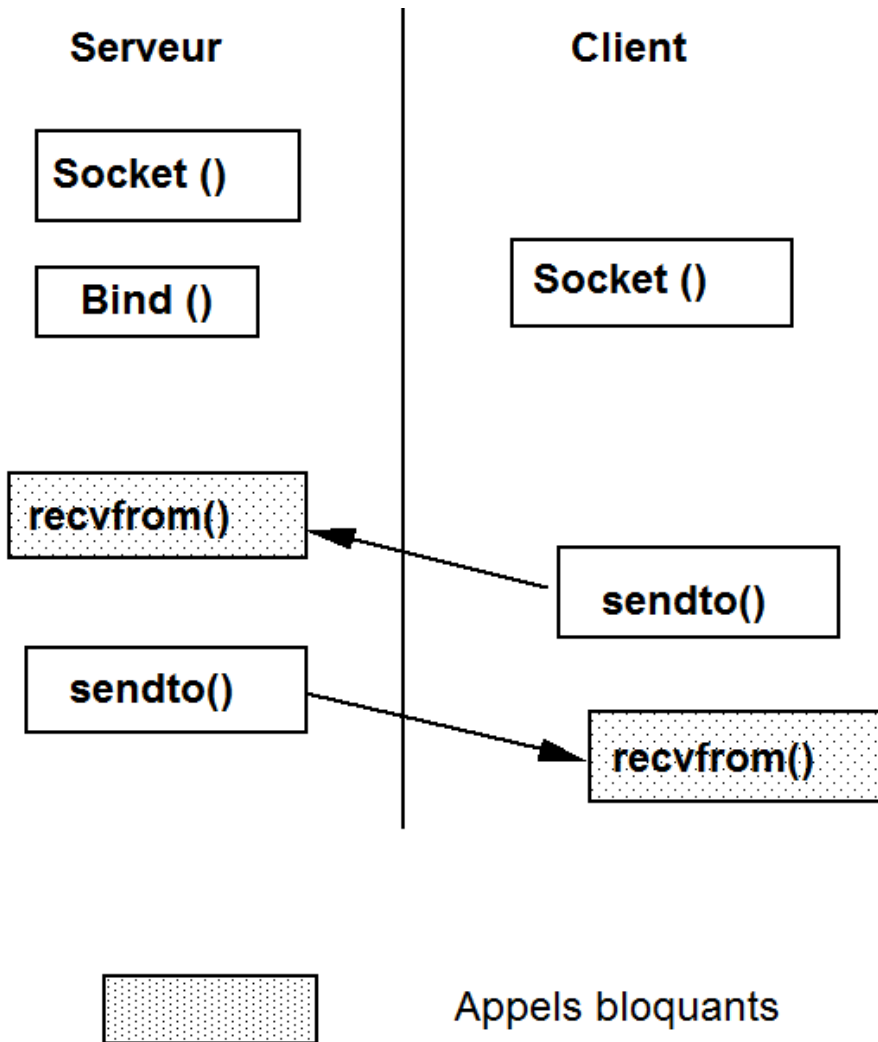 Serveur
Client
Socket ()
Bind ()
Socket ()
recvfrom()
sendto()
sendto()
recvfrom()
Appels bloquants